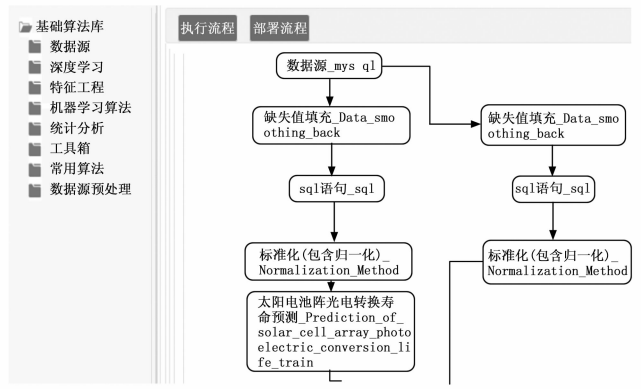 基础算法库
数据源
深度学习
特征工程
机器学习算法
统计分析
工具箱
常用算法
数据源预处理
执行流程
部署流程
数据源_mys ql
缺失值填充_Data_smo
othing_back
sql语句_sql
标准化(包含归一化)_
Normalization_Method
太阳电池阵光电转换寿
命预测_Prediction_of_
solar_cell_array_photo
electric_conversion_li
fe_train
缺失值填充_Data_smo
othing_back
sql语句_sql
标准化(包含归一化)_
Normalization_Method